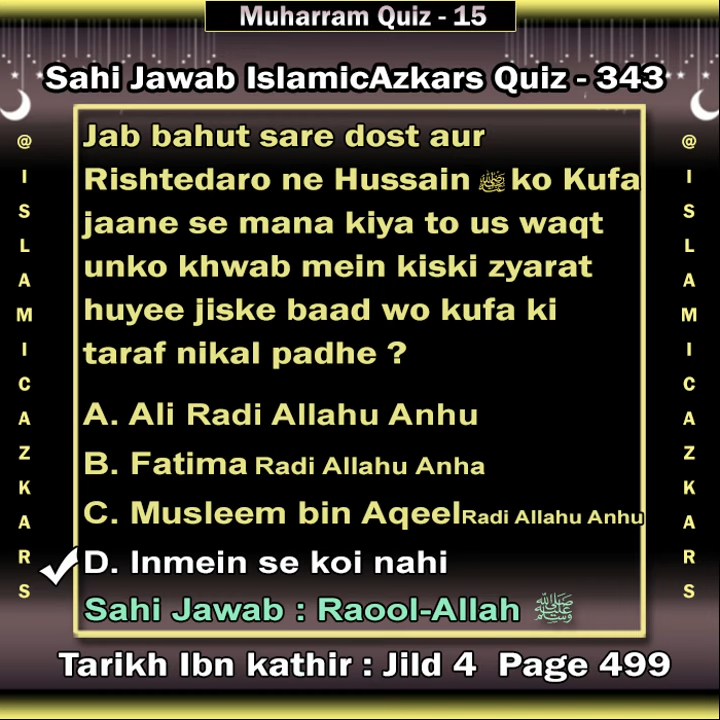 Muharram Quiz - 15
Sahi Jawab IslamicAzkars Quiz - 343
Jab bahut sare dost aur
Rishtedaro ne Hussain ؓ ko Kufa
jaane se mana kiya to us waqt
unko khwab mein kiski zyarat
huyee jiske baad wo kufa ki
taraf nikal padhe ?
A. Ali Radi Allahu Anhu
B. Fatima Radi Allahu Anha
C. Musleem bin Aqeel Radi Allahu Anhu
D. Inmein se koi nahi
Sahi Jawab : Raool-Allah ﷺ
Tarikh Ibn kathir : Jild 4 Page 499
@ISLAMICAZKARS
@ISLAMICAZKARS